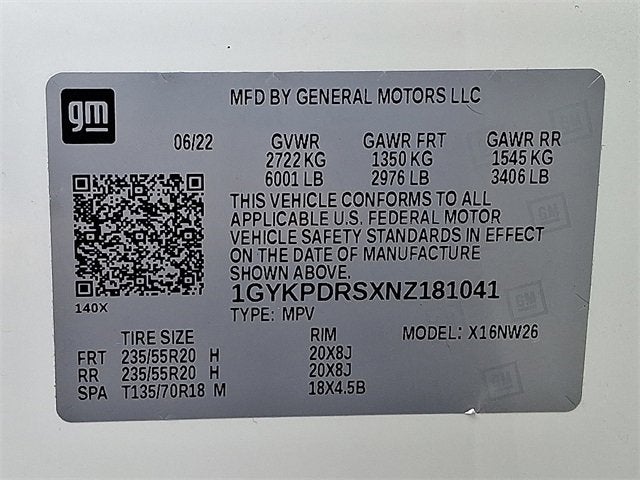 gm
MFD BY GENERAL MOTORS LLC
06/22 GVWR GAWR FRT GAWR RR
2722 KG 1350 KG 1545 KG
6001 LB 2976 LB 3406 LB
THIS VEHICLE CONFORMS TO ALL
APPLICABLE U.S. FEDERAL MOTOR
VEHICLE SAFETY STANDARDS IN EFFECT
ON THE DATE OF MANUFACTURE
SHOWN ABOVE.
140X
1GYKPDRSXNZ181041
TYPE: MPV
TIRE SIZE RIM MODEL: X16NW26
FRT 235/55R20 H 20X8J
RR 235/55R20 H 20X8J
SPA T135/70R18 M 18X4.5B